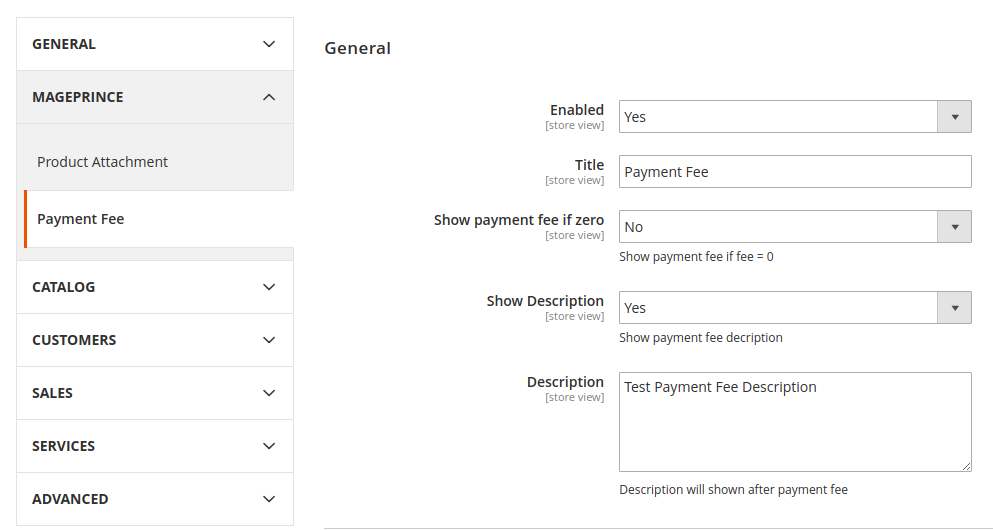 GENERAL
MAGEPRINCE
Product Attachment
Payment Fee
CATALOG
CUSTOMERS
SALES
SERVICES
ADVANCED
General
Enabled
[store view]
Yes
Title
[store view]
Payment Fee
Show payment fee if zero
[store view]
No
Show payment fee if fee = 0
Show Description
[store view]
Yes
Show payment fee decription
Description
[store view]
Test Payment Fee Description
Description will shown after payment fee